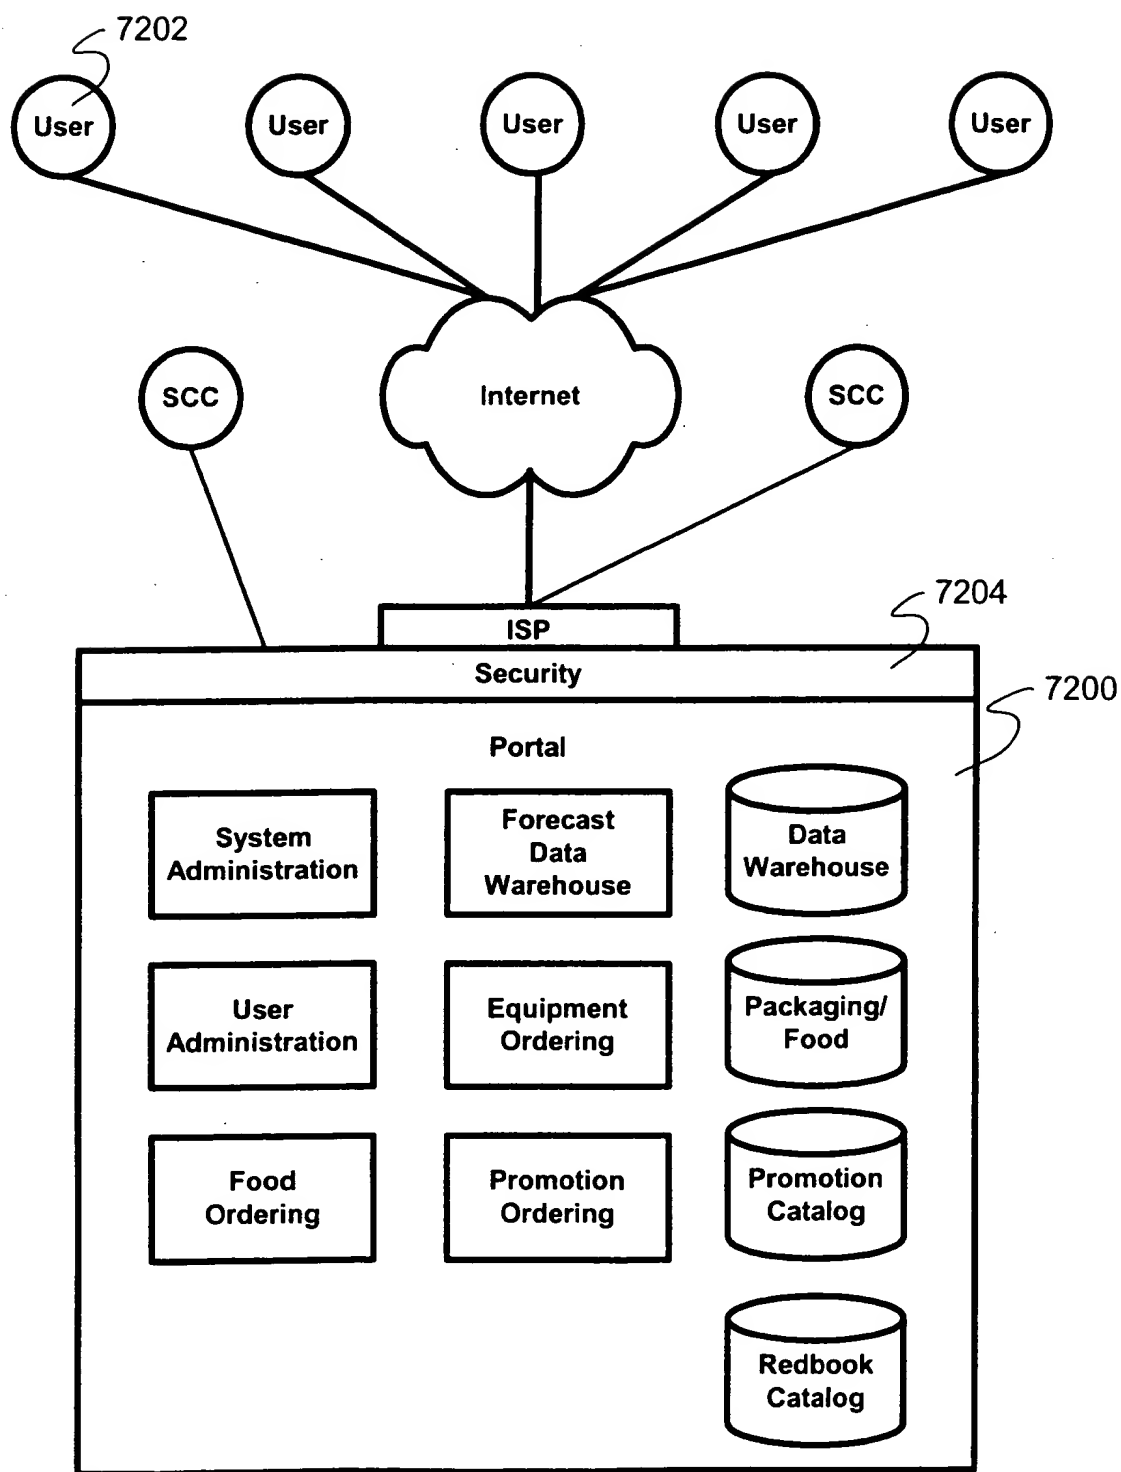 7202
User
User
User
User
User
SCC
Internet
SCC
7204
ISP
Security
7200
Portal
System
Administration
Forecast
Data
Warehouse
Data
Warehouse
User
Administration
Equipment
Ordering
Packaging/
Food
Food
Ordering
Promotion
Ordering
Promotion
Catalog
Redbook
Catalog